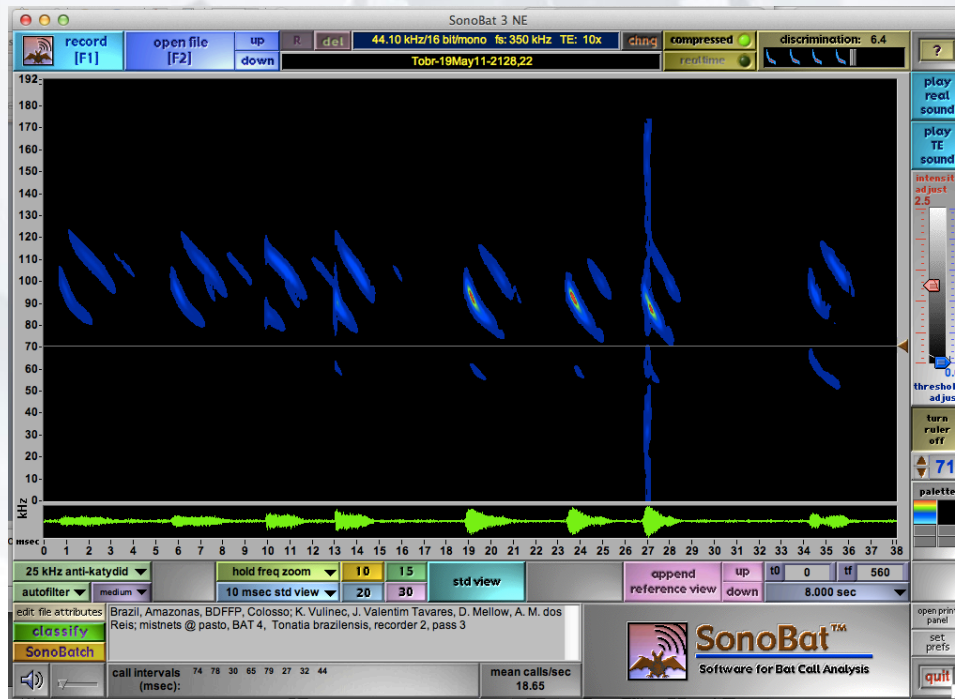 SonoBat 3 NE
record
[F1]
open file
[F2]
up
down
R
del
44.10 kHz/16 bit/mono fs: 350 kHz TE: 10x
chng
Tobr-19May11-2128,22
compressed
realtime
discrimination: 6.4
?
192-
180-
170-
160-
150-
140-
130-
120-
110-
100-
90-
80-
70-
60-
50-
40-
30-
20-
10-
0-
kHz
play
real
sound
play
TE
sound
intensit
adjust
2.5
0.
threshol
adjus
turn
ruler
off
71
palette
msec
0 1 2 3 4 5 6 7 8 9 10 11 12 13 14 15 16 17 18 19 20 21 22 23 24 25 26 27 28 29 30 31 32 33 34 35 36 38
25 kHz anti-katydid
autofilter
medium
hold freq zoom
10 msec std view
10
15
20
30
std view
append
reference view
up
down
t0 0 tf 560
8.000 sec
edit file attributes
classify
SonoBatch
Brazil, Amazonas, BDFFP, Colosso; K. Vulinec, J. Valentim Tavares, D. Mellow, A. M. dos
Reis; mistnets @ pasto, BAT 4, Tonatia brazilensis, recorder 2, pass 3
call intervals
(msec):
74 78 30 65 79 27 32 44
mean calls/sec
18.65
SonoBat™
Software for Bat Call Analysis
open print
panel
set
prefs
quit